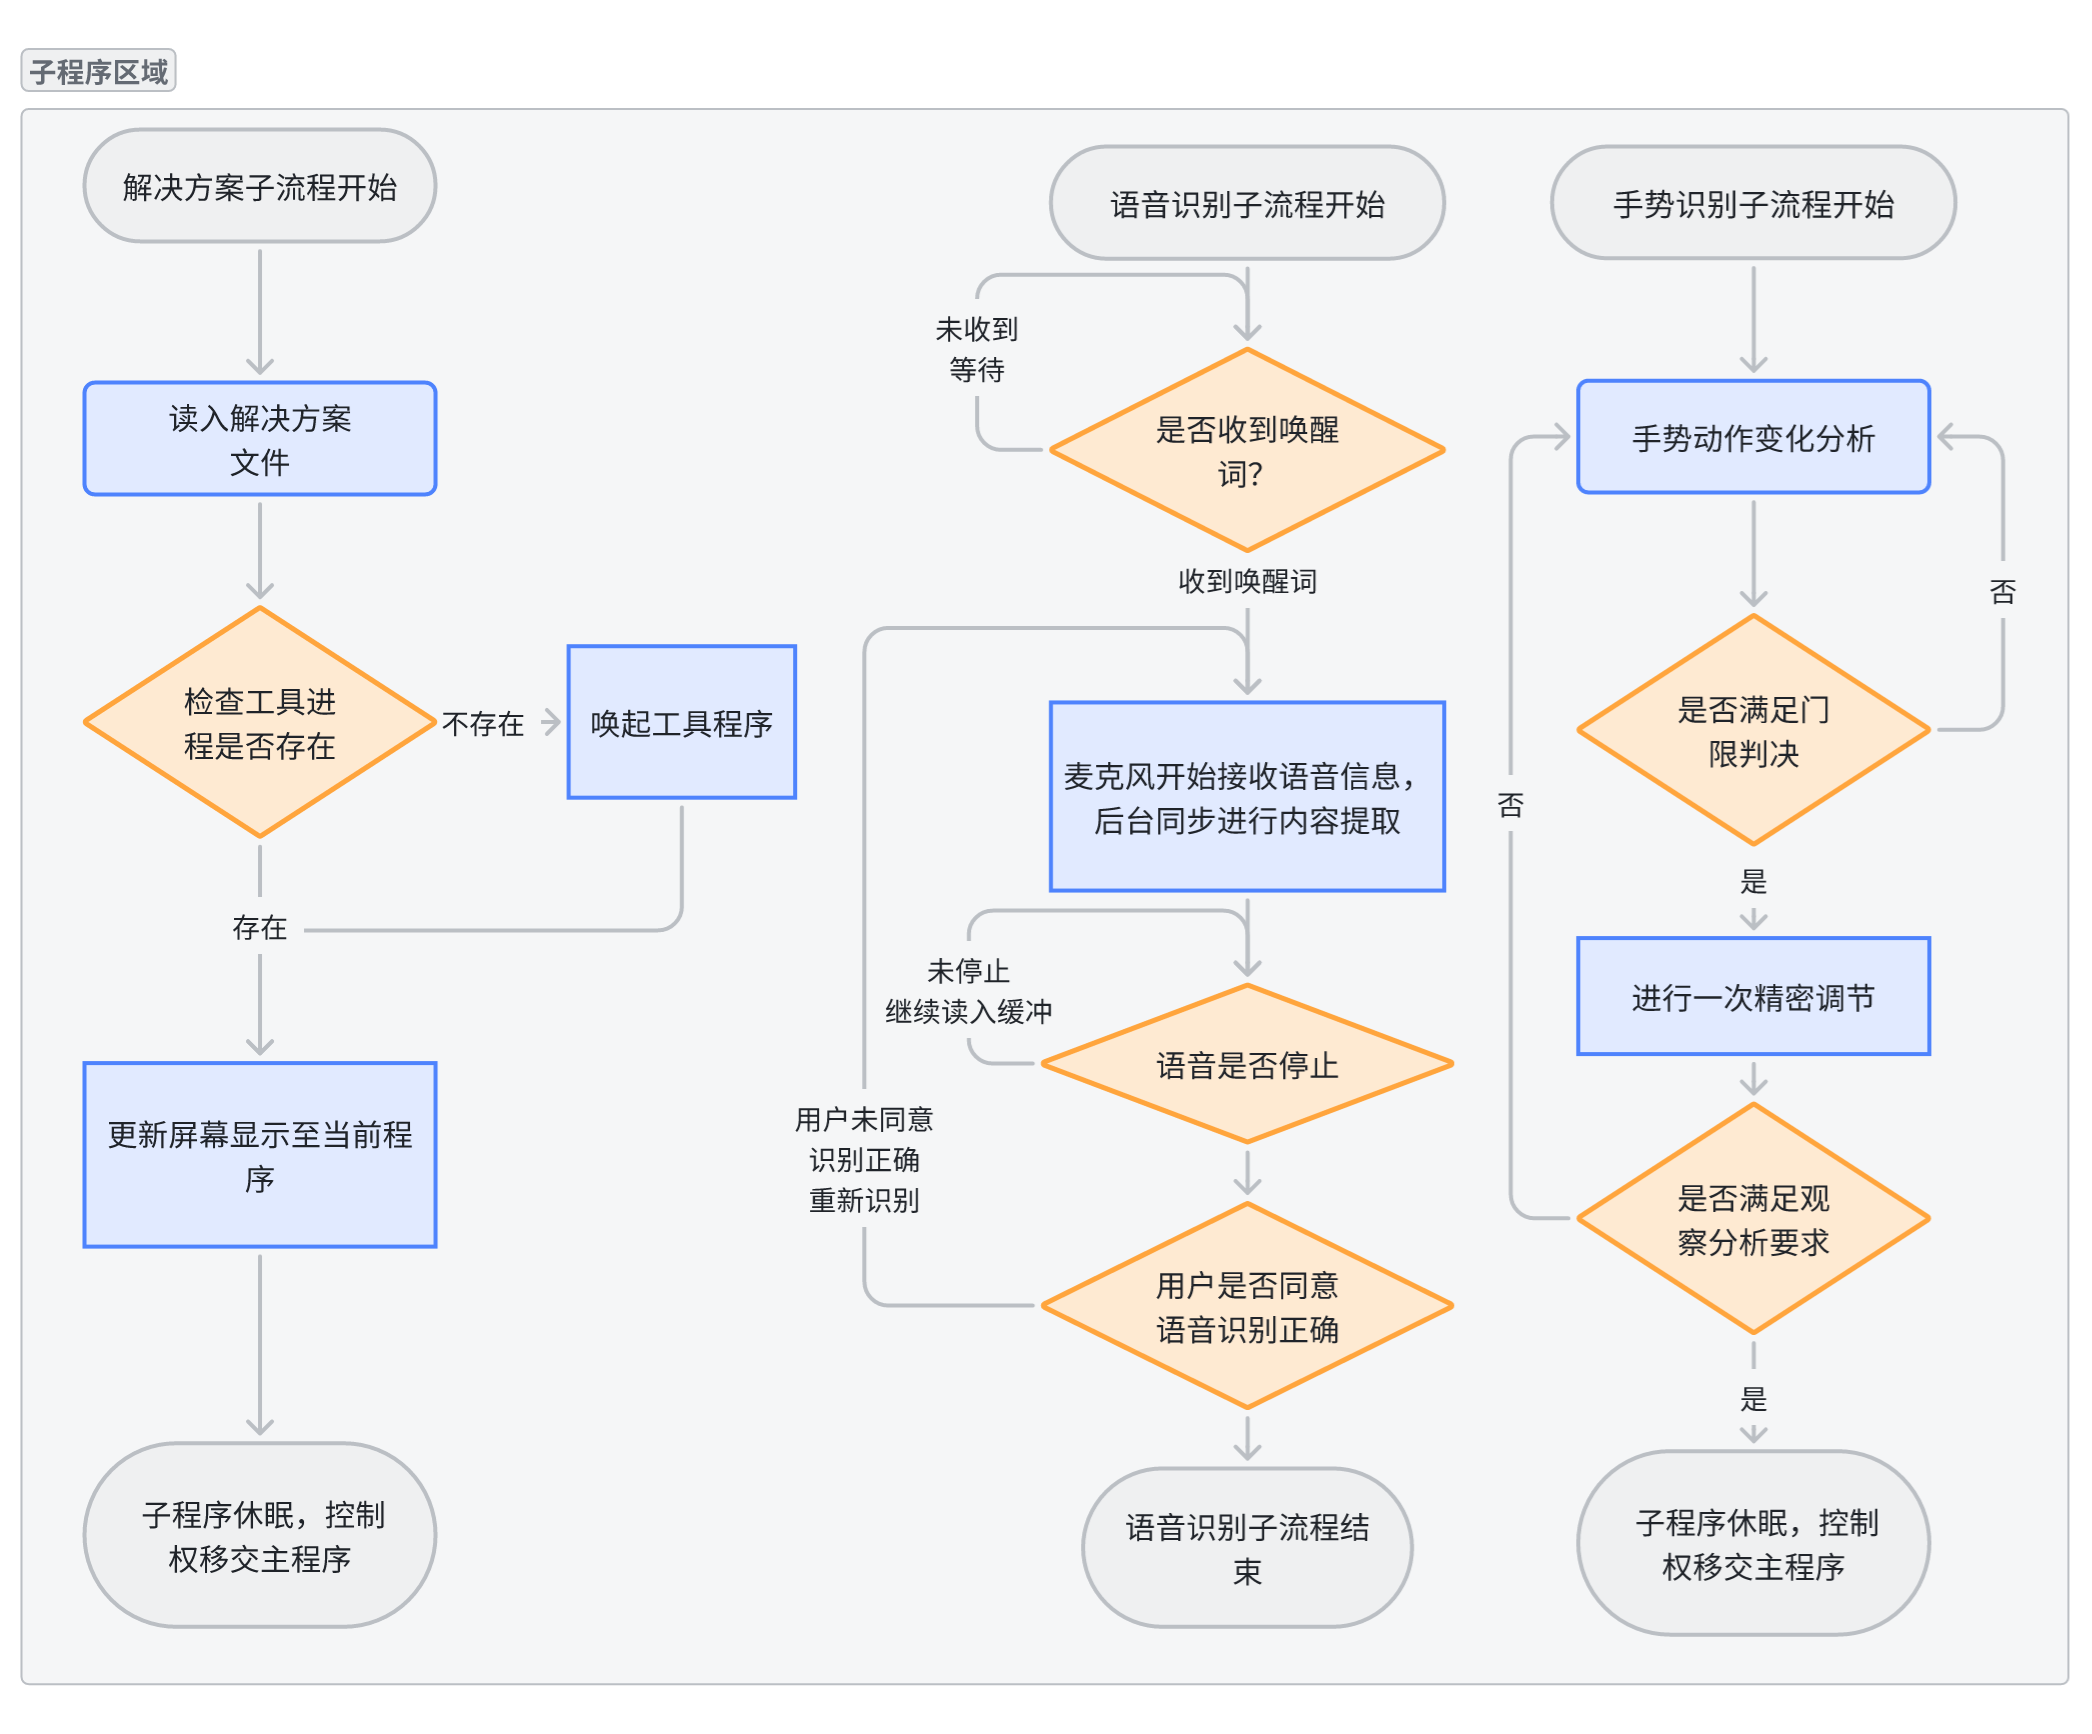 子程序区域
解决方案子流程开始
读入解决方案
文件
检查工具进
程是否存在
不存在
唤起工具程序
存在
更新屏幕显示至当前程
序
子程序休眠，控制
权移交主程序
语音识别子流程开始
未收到
等待
是否收到唤醒
词？
收到唤醒词
麦克风开始接收语音信息，
后台同步进行内容提取
未停止
继续读入缓冲
语音是否停止
用户未同意
识别正确
重新识别
用户是否同意
语音识别正确
语音识别子流程结
束
手势识别子流程开始
手势动作变化分析
否
是否满足门
限判决
否
是
进行一次精密调节
是否满足观
察分析要求
是
子程序休眠，控制
权移交主程序